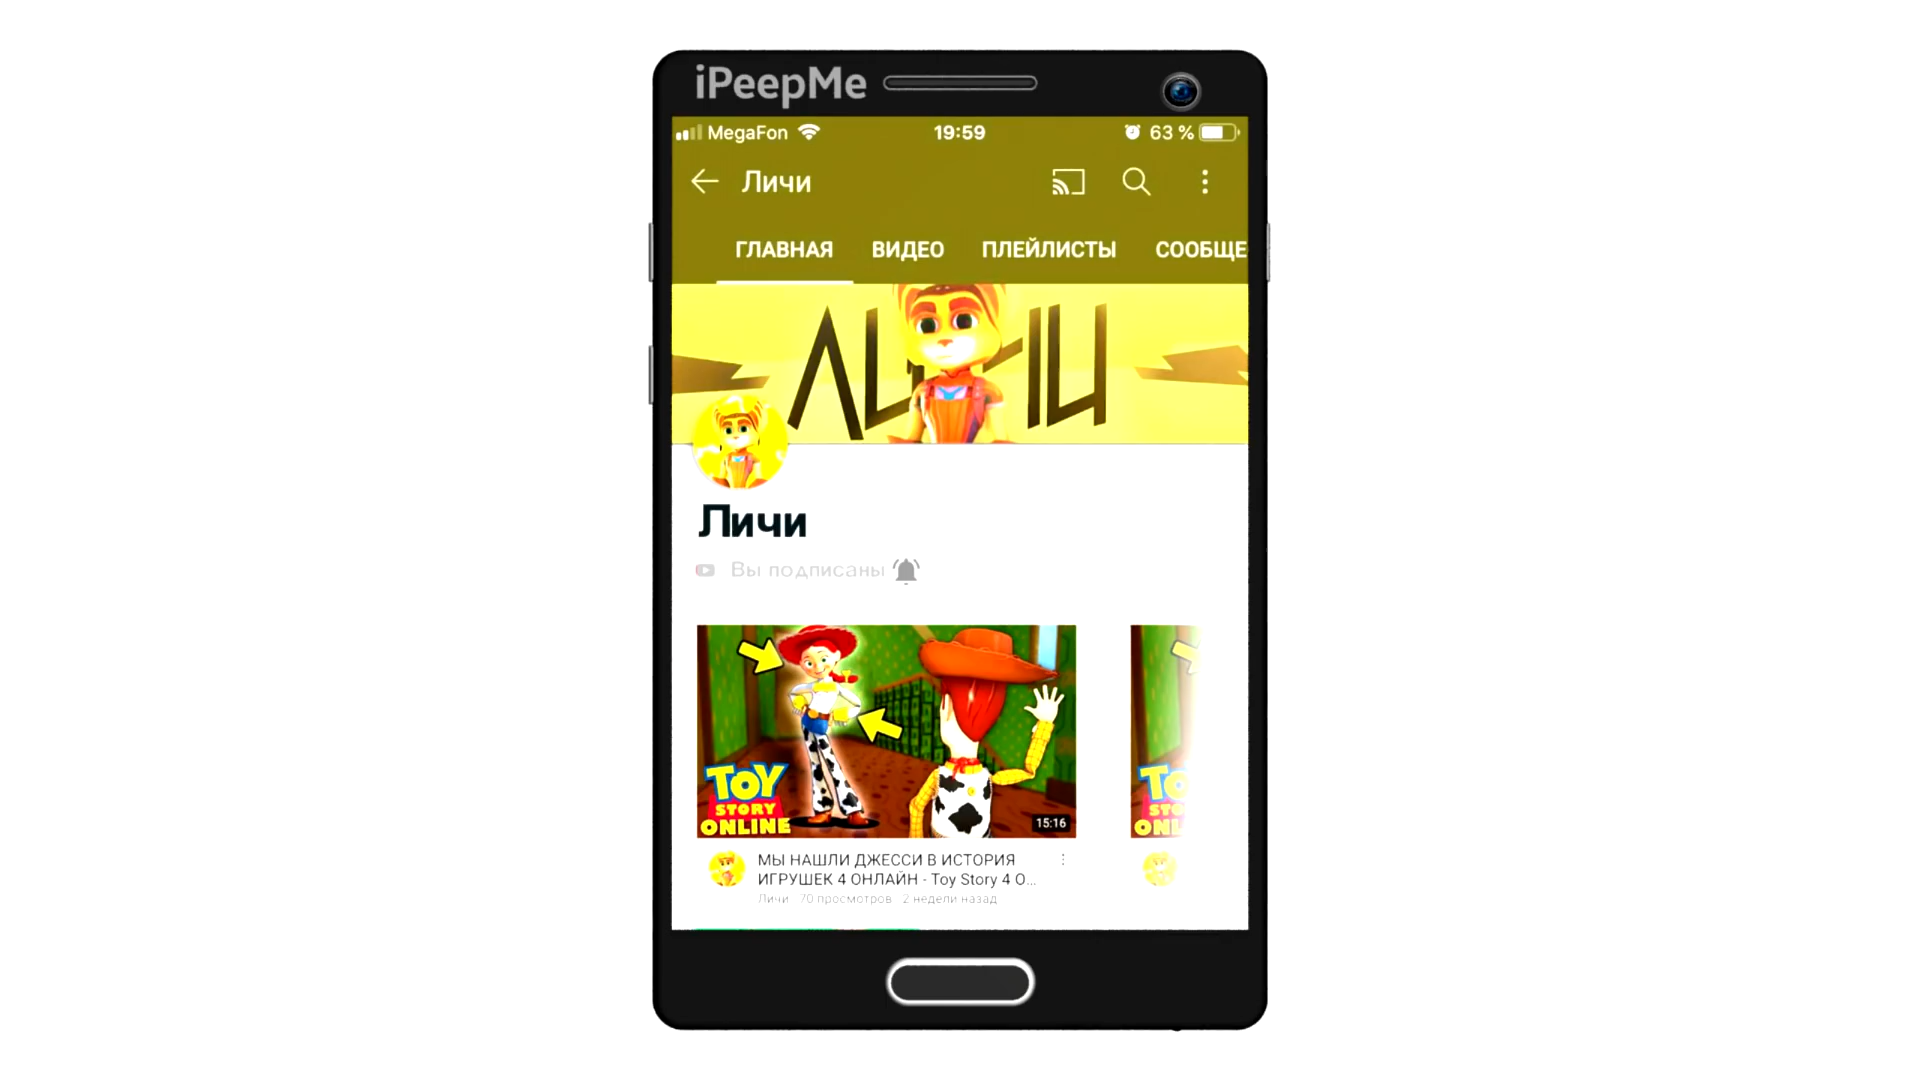 iPeepMe
MegaFon 19:59 63 %
Личи
ГЛАВНАЯ ВИДЕО ПЛЕЙЛИСТЫ СООБЩЕ
Личи
Вы подписаны
TOY
STORY
ONLINE
15:16
МЫ НАШЛИ ДЖЕССИ В ИСТОРИЯ
ИГРУШЕК 4 ОНЛАЙН - Toy Story 4 O...
Личи 70 просмотров 2 недели назад